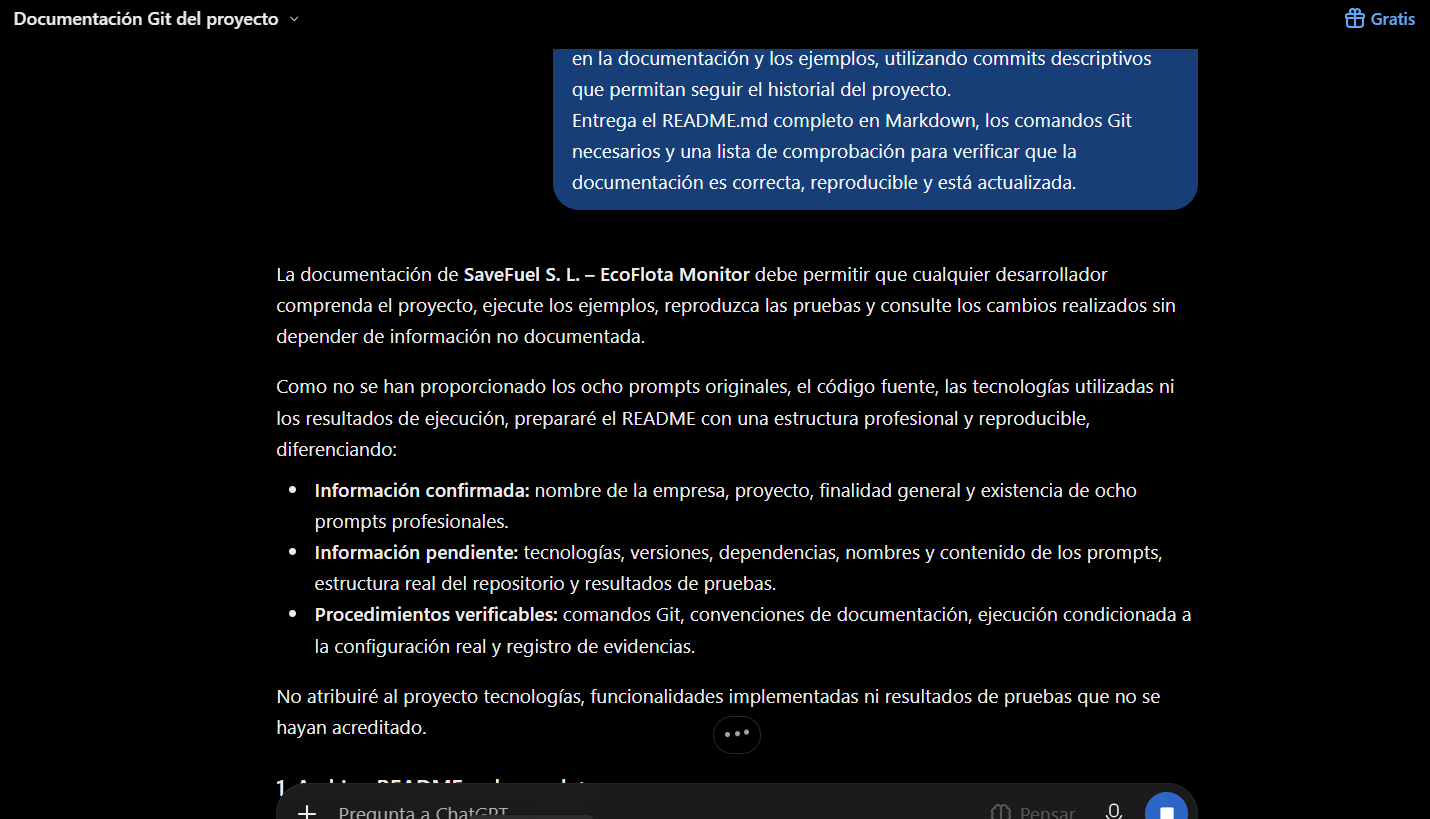 Documentación Git del proyecto
Gratis
en la documentación y los ejemplos, utilizando commits descriptivos
que permitan seguir el historial del proyecto.
Entrega el README.md completo en Markdown, los comandos Git
necesarios y una lista de comprobación para verificar que la
documentación es correcta, reproducible y está actualizada.
La documentación de SaveFuel S. L. – EcoFlota Monitor debe permitir que cualquier desarrollador
comprenda el proyecto, ejecute los ejemplos, reproduzca las pruebas y consulte los cambios realizados sin
depender de información no documentada.
Como no se han proporcionado los ocho prompts originales, el código fuente, las tecnologías utilizadas ni
los resultados de ejecución, prepararé el README con una estructura profesional y reproducible,
diferenciando:
• Información confirmada: nombre de la empresa, proyecto, finalidad general y existencia de ocho
prompts profesionales.
• Información pendiente: tecnologías, versiones, dependencias, nombres y contenido de los prompts,
estructura real del repositorio y resultados de pruebas.
• Procedimientos verificables: comandos Git, convenciones de documentación, ejecución condicionada a
la configuración real y registro de evidencias.
No atribuiré al proyecto tecnologías, funcionalidades implementadas ni resultados de pruebas que no se
hayan acreditado.
1. README
Pregunta a ChatGPT
Pensar